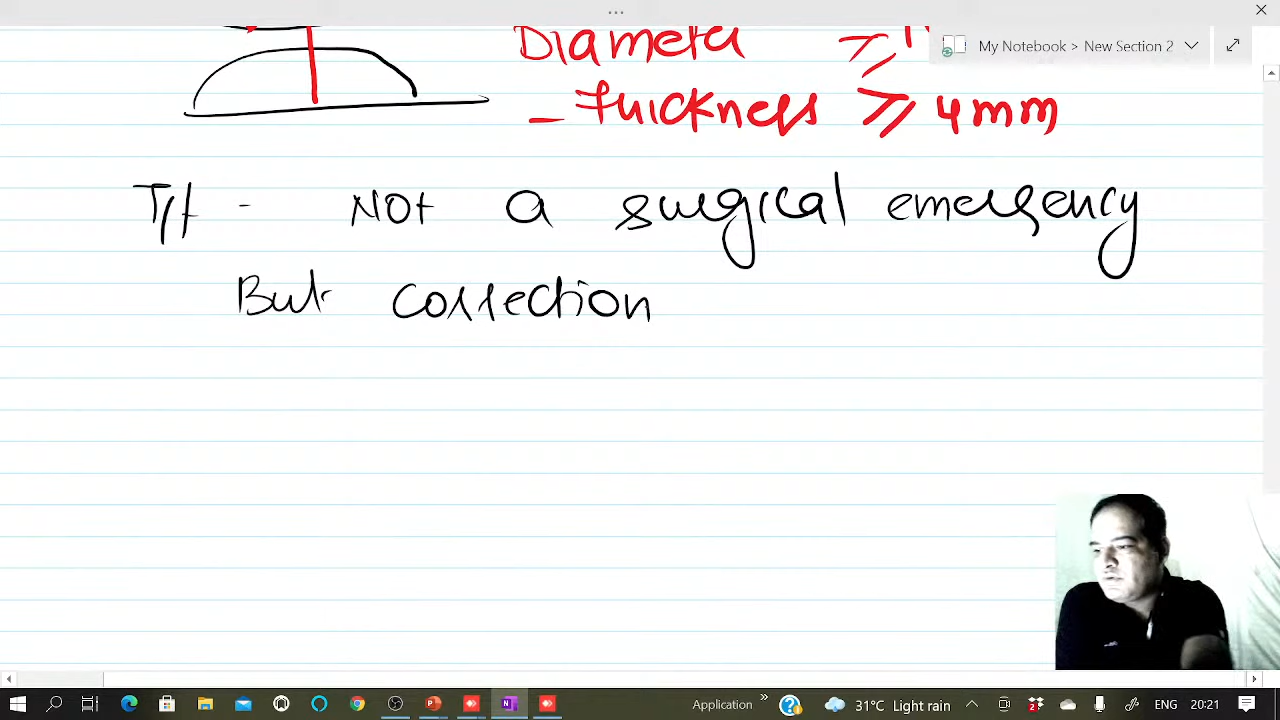 My Notebook > New Section 2
Diameter
- Thickness ≥ 4mm
T/t - Not a surgical emergency
But correction
Application
31°C Light rain
ENG
20:21